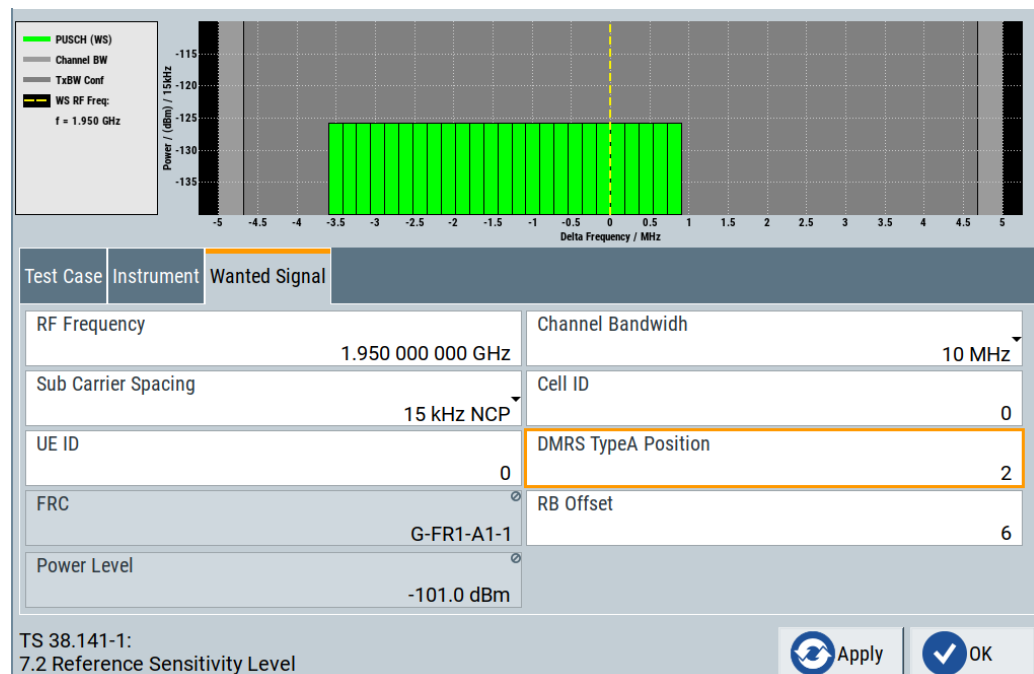 PUSCH (WS)
Channel BW
TxBW Conf
WS RF Freq:
f = 1.950 GHz
Power / (dBm) / 15kHz
-115
-120
-125
-130
-135
-5 -4.5 -4 -3.5 -3 -2.5 -2 -1.5 -1 -0.5 0 0.5 1 1.5 2 2.5 3 3.5 4 4.5 5
Delta Frequency / MHz
Test Case Instrument Wanted Signal
RF Frequency
1.950 000 000 GHz
Channel Bandwidh
10 MHz
Sub Carrier Spacing
15 kHz NCP
Cell ID
0
UE ID
0
DMRS TypeA Position
2
FRC
G-FR1-A1-1
RB Offset
6
Power Level
-101.0 dBm
TS 38.141-1:
7.2 Reference Sensitivity Level
Apply
OK